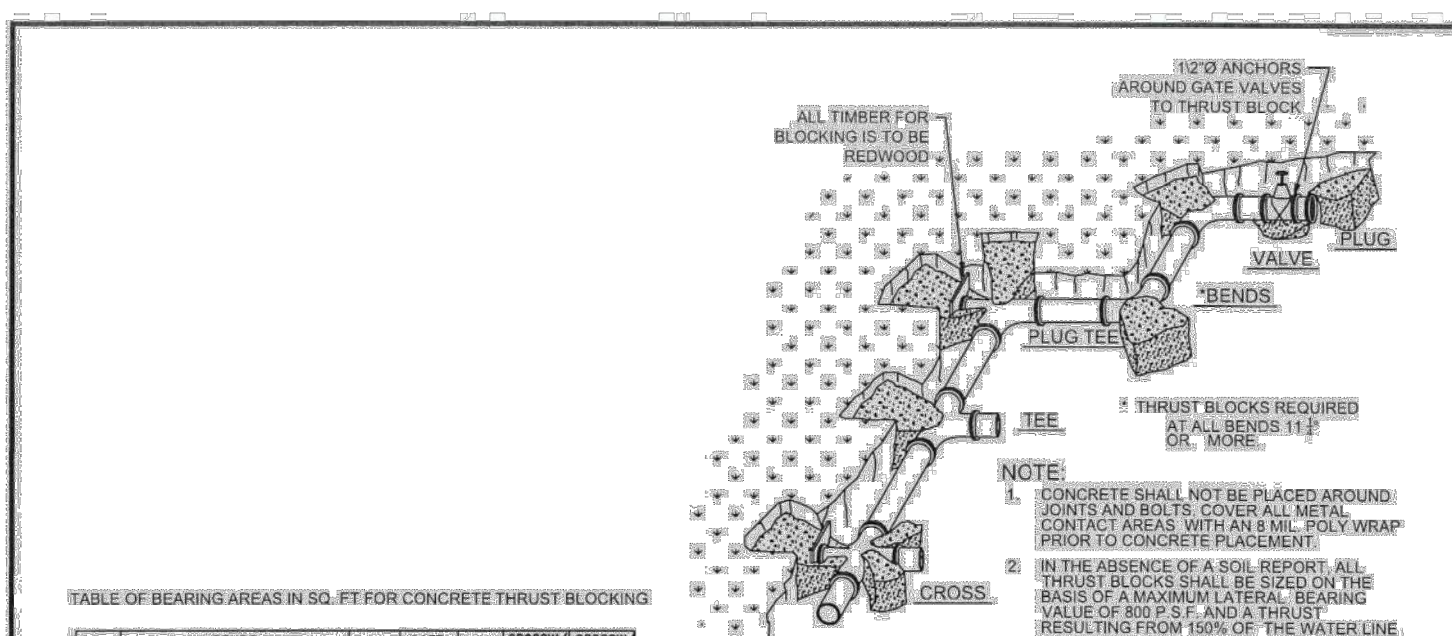 1/2"Ø ANCHORS
AROUND GATE VALVES
TO THRUST BLOCK
ALL TIMBER FOR
BLOCKING IS TO BE
REDWOOD
PLUG
VALVE
*BENDS
PLUG TEE
TEE
* THRUST BLOCKS REQUIRED
AT ALL BENDS 11 1/4°
OR MORE.
NOTE:
1. CONCRETE SHALL NOT BE PLACED AROUND
JOINTS AND BOLTS. COVER ALL METAL
CONTACT AREAS WITH AN 8 MIL. POLY WRAP
PRIOR TO CONCRETE PLACEMENT.
2. IN THE ABSENCE OF A SOIL REPORT, ALL
THRUST BLOCKS SHALL BE SIZED ON THE
BASIS OF A MAXIMUM LATERAL BEARING
VALUE OF 800 P.S.F. AND A THRUST
RESULTING FROM 150% OF THE WATER LINE
CROSS
TABLE OF BEARING AREAS IN SQ. FT FOR CONCRETE THRUST BLOCKING